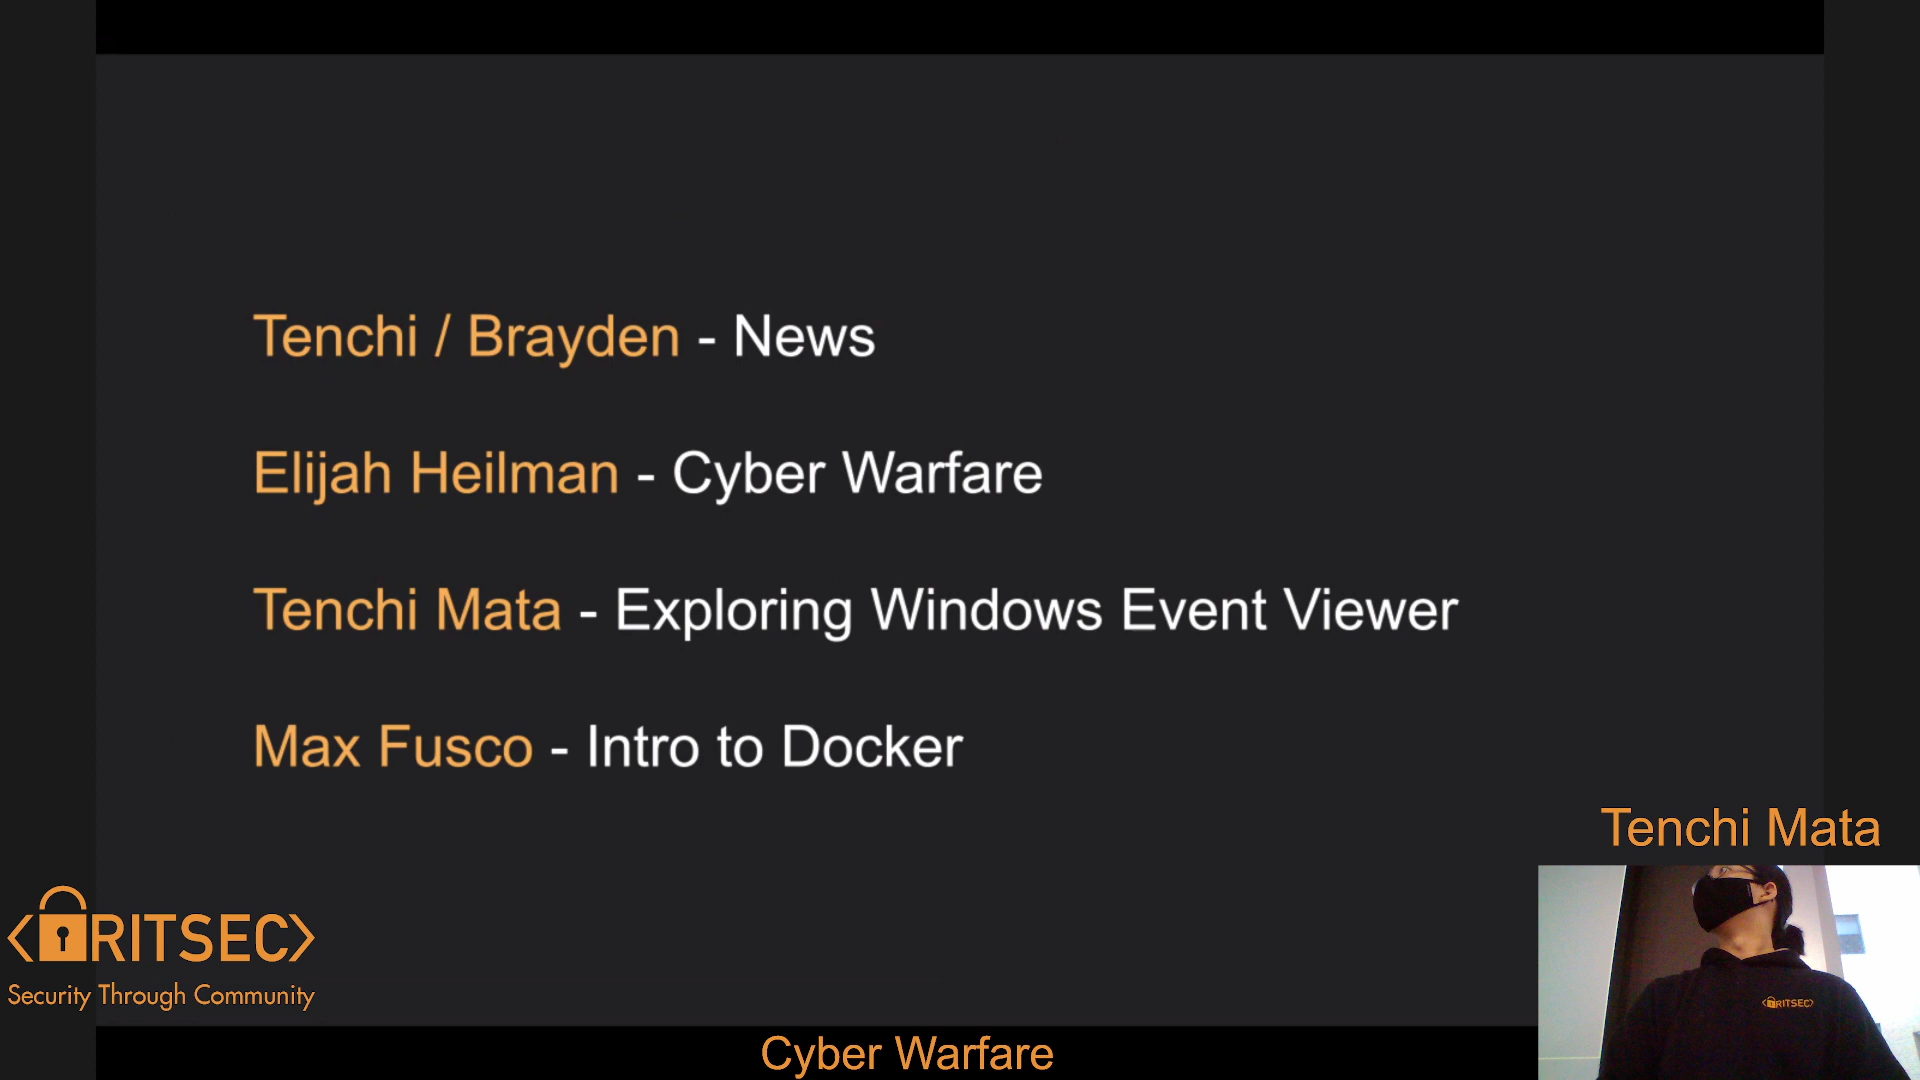 Tenchi / Brayden - News
Elijah Heilman - Cyber Warfare
Tenchi Mata - Exploring Windows Event Viewer
Max Fusco - Intro to Docker
Tenchi Mata
RITSEC
Security Through Community
RITSEC
Cyber Warfare